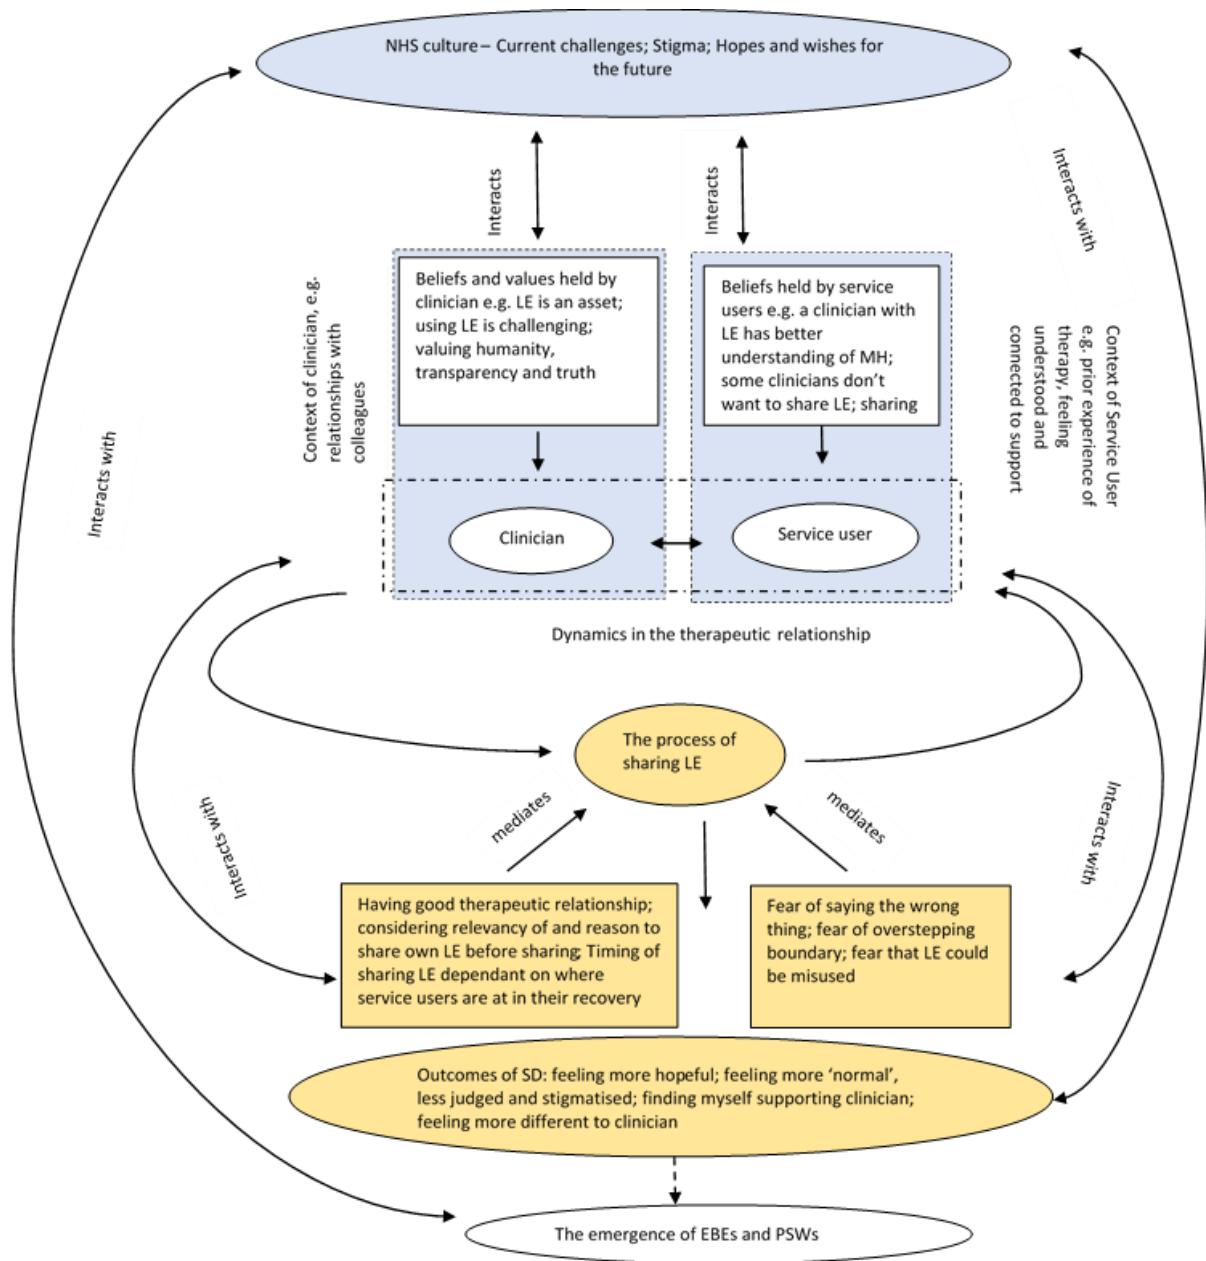 NHS culture – Current challenges; Stigma; Hopes and wishes for
the future
Interacts
Interacts
Interacts with
Context of clinician, e.g.
relationships with
colleagues
Beliefs and values held by
clinician e.g. LE is an asset;
using LE is challenging;
valuing humanity,
transparency and truth
Beliefs held by service
users e.g. a clinician with
LE has better
understanding of MH;
some clinicians don’t
want to share LE; sharing
Context of Service User
e.g. prior experience of
therapy, feeling
understood and
connected to support
Interacts with
Clinician
Service user
Dynamics in the therapeutic relationship
The process of
sharing LE
mediates
mediates
Interacts with
Interacts with
Having good therapeutic relationship;
considering relevancy of and reason to
share own LE before sharing; Timing of
sharing LE dependant on where
service users are at in their recovery
Fear of saying the wrong
thing; fear of overstepping
boundary; fear that LE could
be misused
Outcomes of SD: feeling more hopeful; feeling more ‘normal’,
less judged and stigmatised; finding myself supporting clinician;
feeling more different to clinician
The emergence of EBEs and PSWs